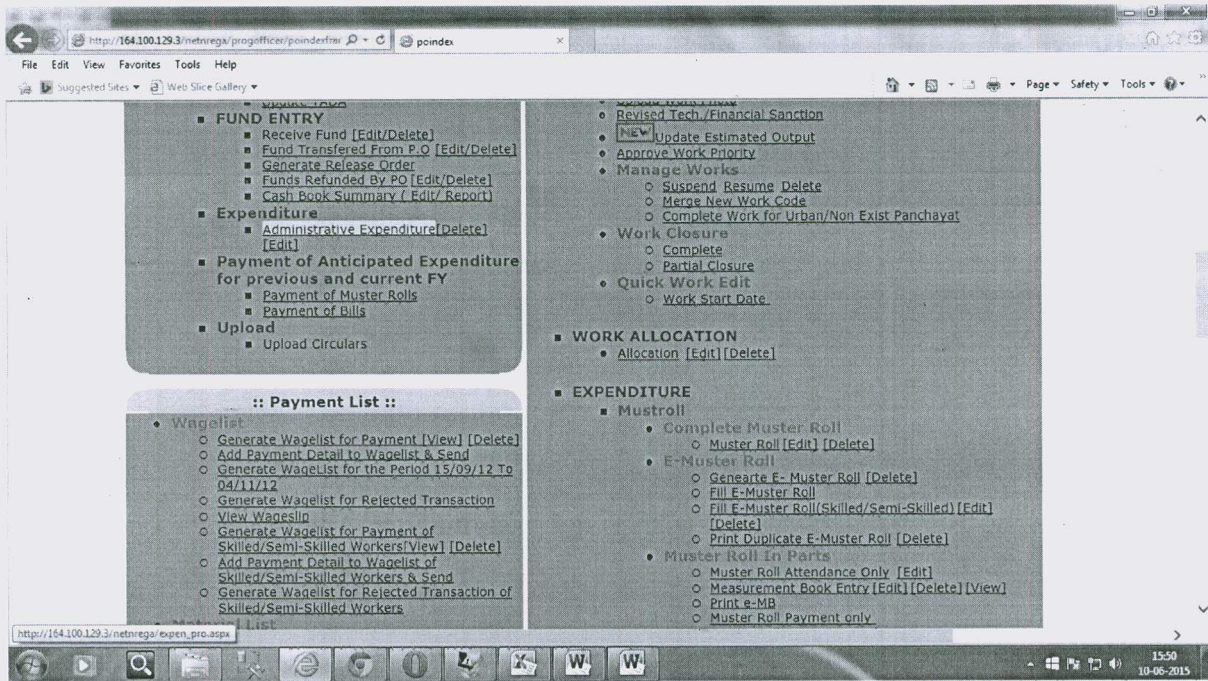 http://164.100.129.3/netnrega/progofficer/poindexfrar
poindex
File Edit View Favorites Tools Help
Suggested Sites Web Slice Gallery
Page Safety Tools
Update TADA
FUND ENTRY
Receive Fund [Edit/Delete]
Fund Transfered From P.O [Edit/Delete]
Generate Release Order
Funds Refunded By PO [Edit/Delete]
Cash Book Summary ( Edit/ Report)
Expenditure
Administrative Expenditure[Delete]
[Edit]
Payment of Anticipated Expenditure
for previous and current FY
Payment of Muster Rolls
Payment of Bills
Upload
Upload Circulars
:: Payment List ::
Wagelist
Generate Wagelist for Payment [View] [Delete]
Add Payment Detail to Wagelist & Send
Generate WageList for the Period 15/09/12 To
04/11/12
Generate Wagelist for Rejected Transaction
View Wageslip
Generate Wagelist for Payment of
Skilled/Semi-Skilled Workers[View] [Delete]
Add Payment Detail to Wagelist of
Skilled/Semi-Skilled Workers & Send
Generate Wagelist for Rejected Transaction of
Skilled/Semi-Skilled Workers
Material List
Upload Work Photo
Revised Tech./Financial Sanction
NEW Update Estimated Output
Approve Work Priority
Manage Works
Suspend Resume Delete
Merge New Work Code
Complete Work for Urban/Non Exist Panchayat
Work Closure
Complete
Partial Closure
Quick Work Edit
Work Start Date
WORK ALLOCATION
Allocation [Edit] [Delete]
EXPENDITURE
Mustroll
Complete Muster Roll
Muster Roll [Edit] [Delete]
E-Muster Roll
Genearte E- Muster Roll [Delete]
Fill E-Muster Roll
Fill E-Muster Roll(Skilled/Semi-Skilled) [Edit]
[Delete]
Print Duplicate E-Muster Roll [Delete]
Muster Roll In Parts
Muster Roll Attendance Only [Edit]
Measurement Book Entry [Edit] [Delete] [View]
Print e-MB
Muster Roll Payment only
http://164.100.129.3/netnrega/expen_pro.aspx
15:50
10-06-2015